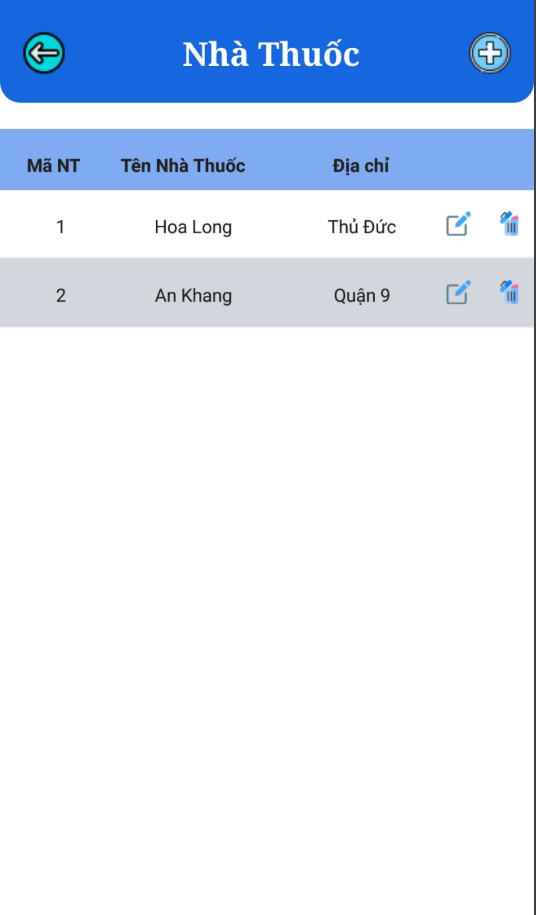 Nhà Thuốc
Mã NT Tên Nhà Thuốc Địa chỉ
1 Hoa Long Thủ Đức
2 An Khang Quận 9